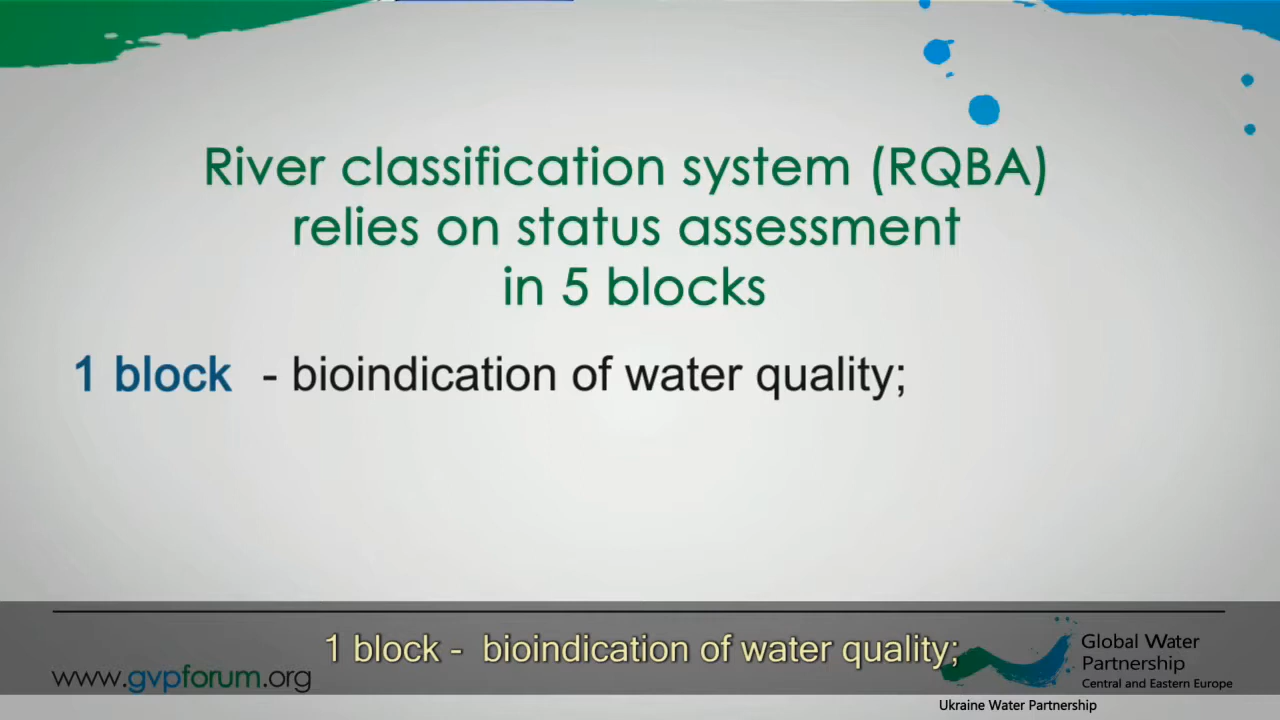 River classification system (RQBA)
relies on status assessment
in 5 blocks
1 block - bioindication of water quality;
1 block - bioindication of water quality;
www.gvpforum.org
Global Water
Partnership
Central and Eastern Europe
Ukraine Water Partnership